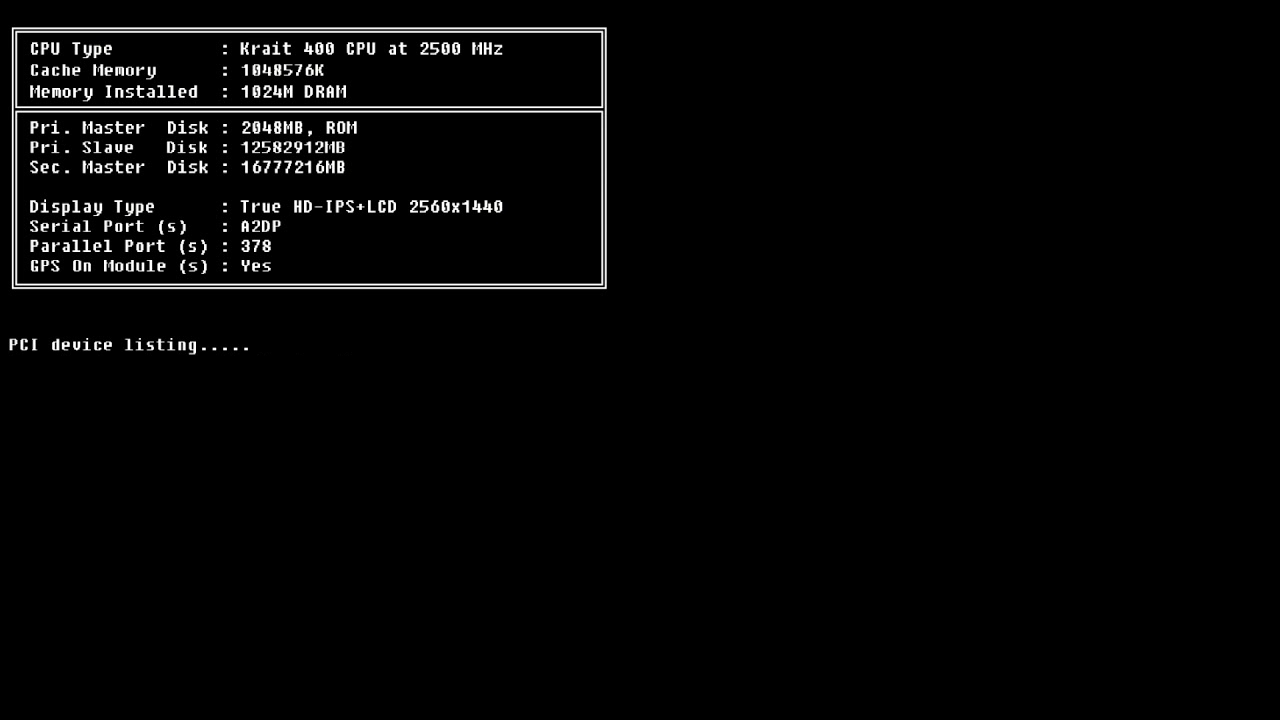 CPU Type : Krait 400 CPU at 2500 MHz
Cache Memory : 1048576K
Memory Installed : 1024M DRAM
Pri. Master Disk : 2048MB, ROM
Pri. Slave Disk : 12582912MB
Sec. Master Disk : 16777216MB
Display Type : True HD-IPS+LCD 2560x1440
Serial Port (s) : A2DP
Parallel Port (s) : 378
GPS On Module (s) : Yes
PCI device listing.....